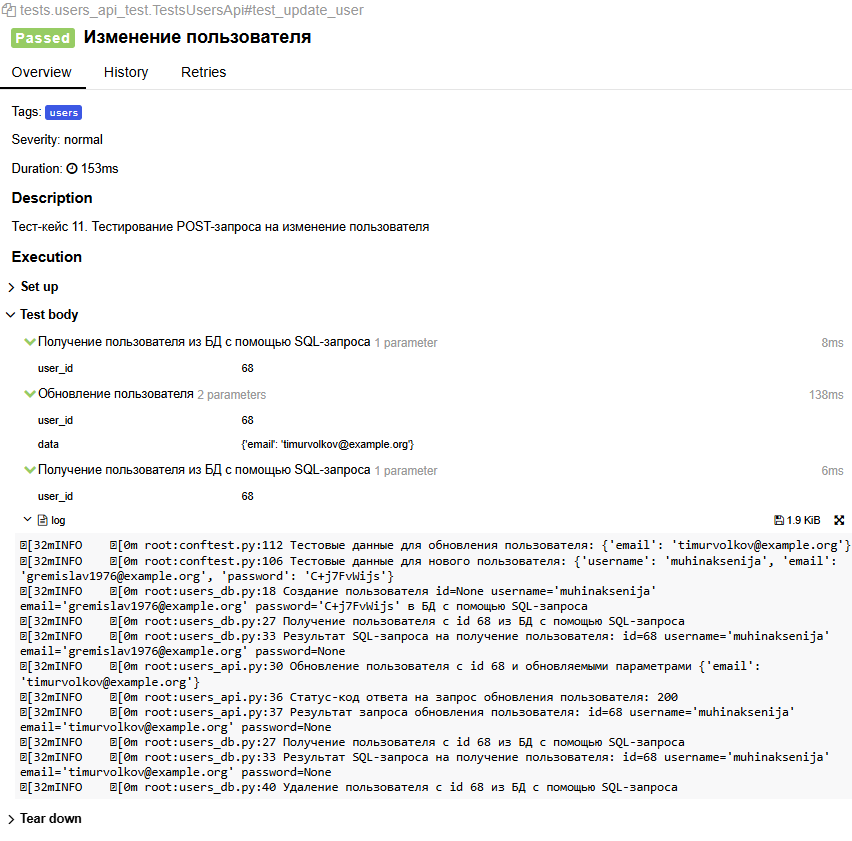 tests.users_api_test.TestsUsersApi#test_update_user
Passed Изменение пользователя
Overview History Retries
Tags: users
Severity: normal
Duration: 153ms
Description
Тест-кейс 11. Тестирование POST-запроса на изменение пользователя
Execution
Set up
Test body
Получение пользователя из БД с помощью SQL-запроса 1 parameter 8ms
user_id 68
Обновление пользователя 2 parameters 138ms
user_id 68
data {'email': 'timurvolkov@example.org'}
Получение пользователя из БД с помощью SQL-запроса 1 parameter 6ms
user_id 68
log 1.9 KiB
[32mINFO [0m root:conftest.py:112 Тестовые данные для обновления пользователя: {'email': 'timurvolkov@example.org'}
[32mINFO [0m root:conftest.py:106 Тестовые данные для нового пользователя: {'username': 'muhinaksenija', 'email':
'gremislav1976@example.org', 'password': 'C+j7FvWijs'}
[32mINFO [0m root:users_db.py:18 Создание пользователя id=None username='muhinaksenija'
email='gremislav1976@example.org' password='C+j7FvWijs' в БД с помощью SQL-запроса
[32mINFO [0m root:users_db.py:27 Получение пользователя с id 68 из БД с помощью SQL-запроса
[32mINFO [0m root:users_db.py:33 Результат SQL-запроса на получение пользователя: id=68 username='muhinaksenija'
email='gremislav1976@example.org' password=None
[32mINFO [0m root:users_api.py:30 Обновление пользователя с id 68 и обновляемыми параметрами {'email':
'timurvolkov@example.org'}
[32mINFO [0m root:users_api.py:36 Статус-код ответа на запрос обновления пользователя: 200
[32mINFO [0m root:users_api.py:37 Результат запроса обновления пользователя: id=68 username='muhinaksenija'
email='timurvolkov@example.org' password=None
[32mINFO [0m root:users_db.py:27 Получение пользователя с id 68 из БД с помощью SQL-запроса
[32mINFO [0m root:users_db.py:33 Результат SQL-запроса на получение пользователя: id=68 username='muhinaksenija'
email='timurvolkov@example.org' password=None
[32mINFO [0m root:users_db.py:40 Удаление пользователя с id 68 из БД с помощью SQL-запроса
Tear down